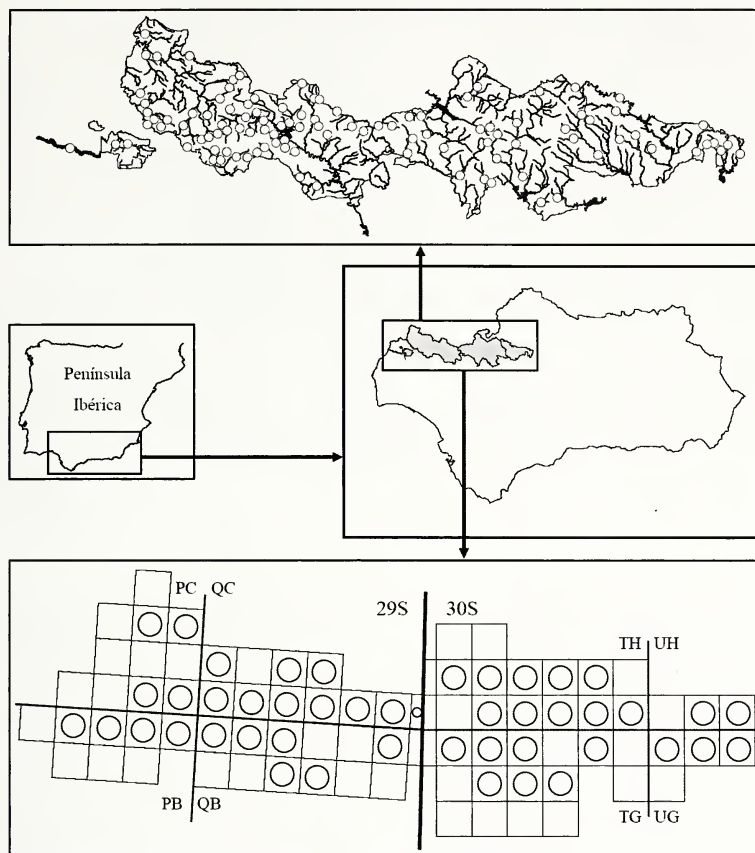 Península
Ibérica
PC QC
29S 30S
TH UH
PB QB
TG UG